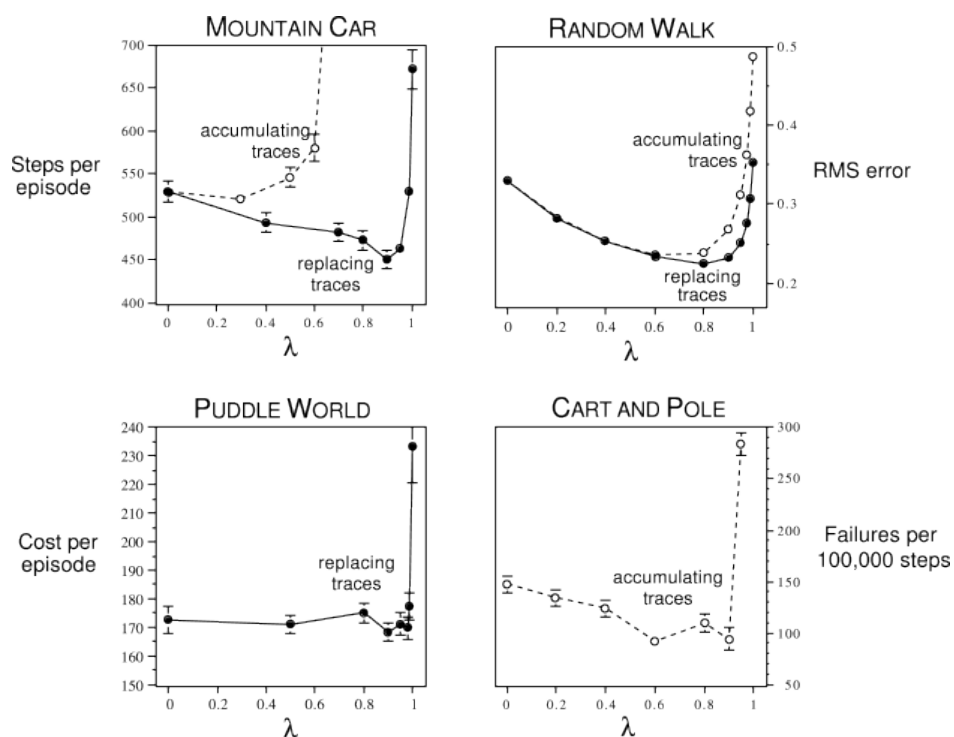 MOUNTAIN CAR
700
650
600
550
500
450
400
Steps per
episode
accumulating
traces
replacing
traces
0
0.2
0.4
0.6
0.8
1
λ
RANDOM WALK
0.5
0.4
0.3
0.2
RMS error
accumulating
traces
replacing
traces
0
0.2
0.4
0.6
0.8
1
λ
PUDDLE WORLD
240
230
220
210
200
190
180
170
160
150
Cost per
episode
replacing
traces
0
0.2
0.4
0.6
0.8
1
λ
CART AND POLE
300
250
200
150
100
50
Failures per
100,000 steps
accumulating
traces
0
0.2
0.4
0.6
0.8
1
λ